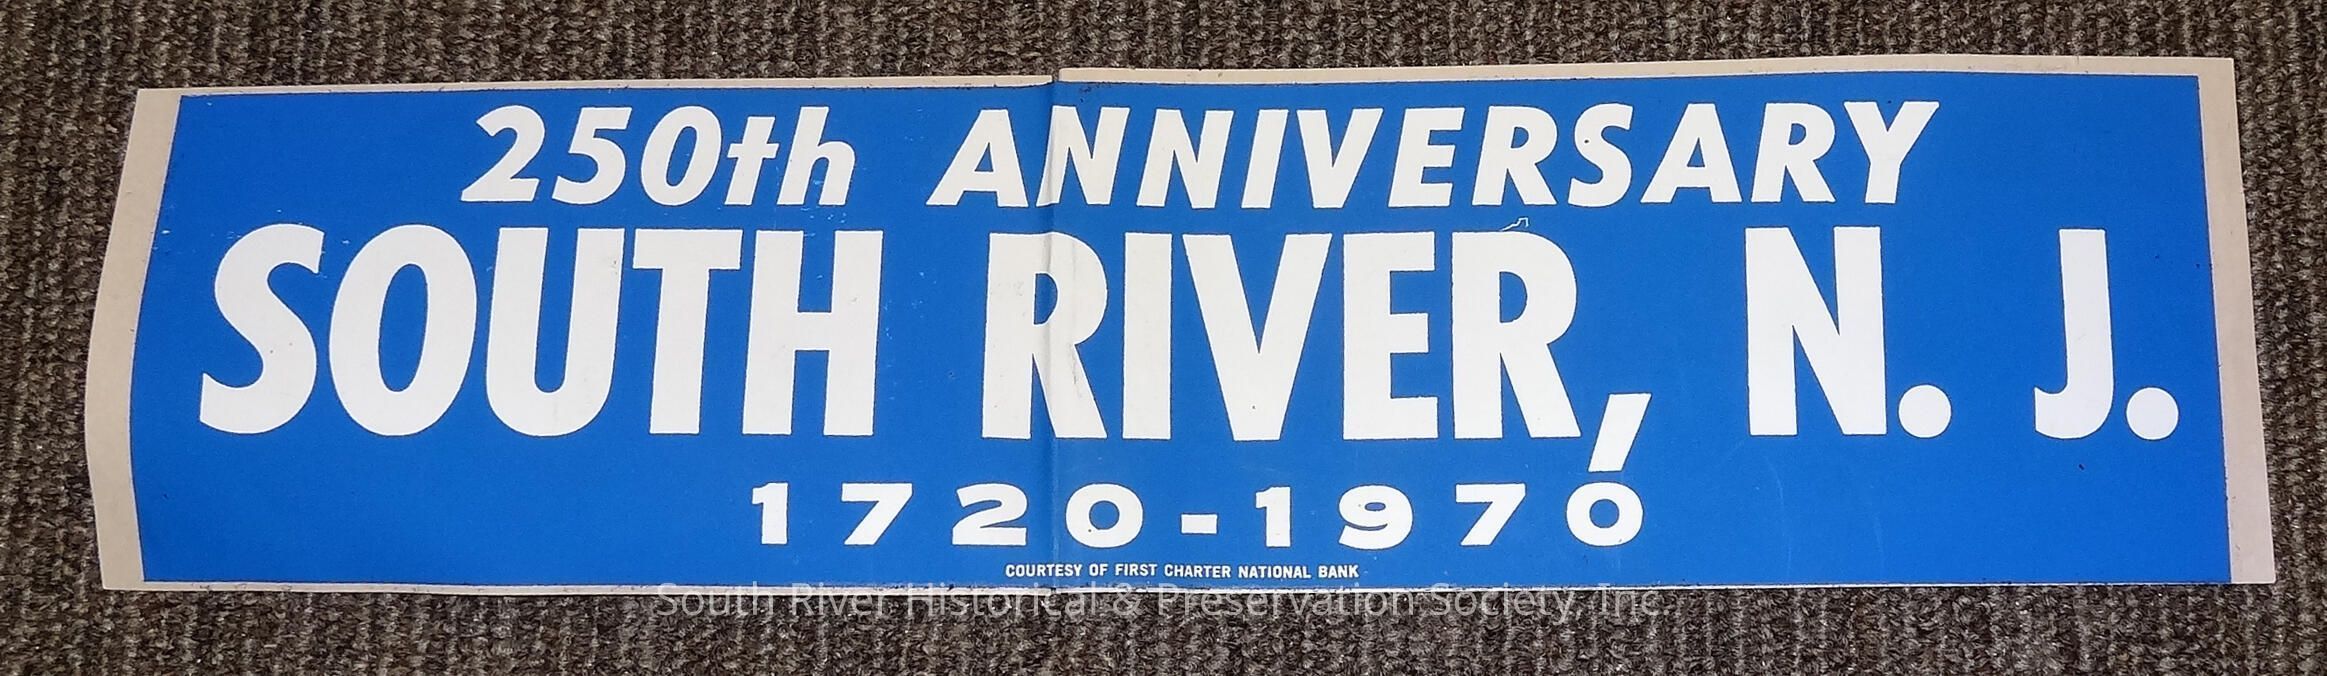 250th ANNIVERSARY
SOUTH RIVER, N. J.
1720-1970
COURTESY OF FIRST CHARTER NATIONAL BANK
South River Historical & Preservation Society, Inc.